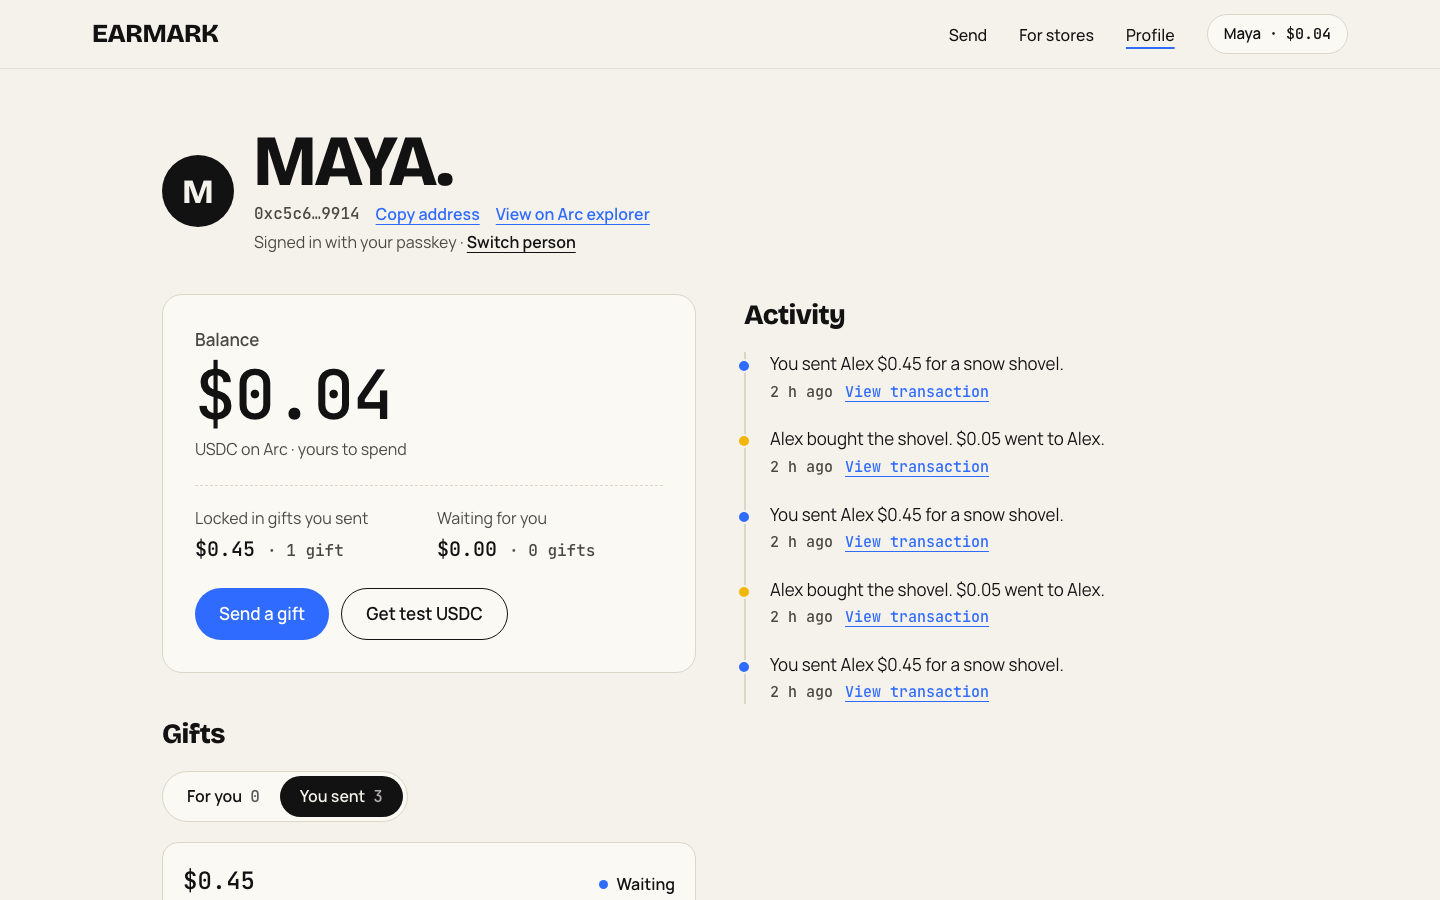 EARMARK
Send
For stores
Profile
Maya · $0.04
M
MAYA.
0xc5c6…9914 Copy address View on Arc explorer
Signed in with your passkey · Switch person
Balance
$0.04
USDC on Arc · yours to spend
Locked in gifts you sent
$0.45 · 1 gift
Waiting for you
$0.00 · 0 gifts
Send a gift
Get test USDC
Activity
You sent Alex $0.45 for a snow shovel.
2 h ago View transaction
Alex bought the shovel. $0.05 went to Alex.
2 h ago View transaction
You sent Alex $0.45 for a snow shovel.
2 h ago View transaction
Alex bought the shovel. $0.05 went to Alex.
2 h ago View transaction
You sent Alex $0.45 for a snow shovel.
2 h ago View transaction
Gifts
For you 0
You sent 3
$0.45
Waiting